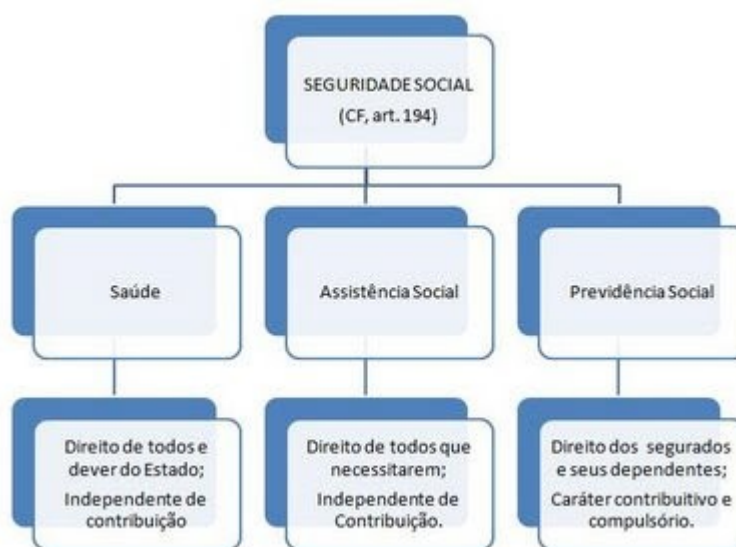 SEGURIDADE SOCIAL
(CF, art. 194)
Saúde
Assistência Social
Previdência Social
Direito de todos e
dever do Estado;
Independente de
contribuição
Direito de todos que
necessitarem;
Independente de
Contribuição.
Direito dos segurados
e seus dependentes;
Caráter contribuitivo e
compulsório.